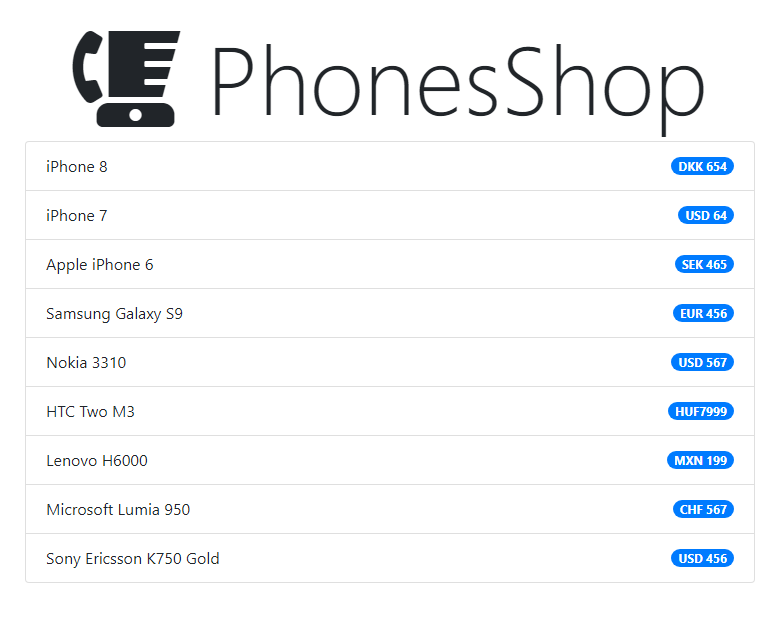 PhonesShop
iPhone 8 DKK 654
iPhone 7 USD 64
Apple iPhone 6 SEK 465
Samsung Galaxy S9 EUR 456
Nokia 3310 USD 567
HTC Two M3 HUF7999
Lenovo H6000 MXN 199
Microsoft Lumia 950 CHF 567
Sony Ericsson K750 Gold USD 456